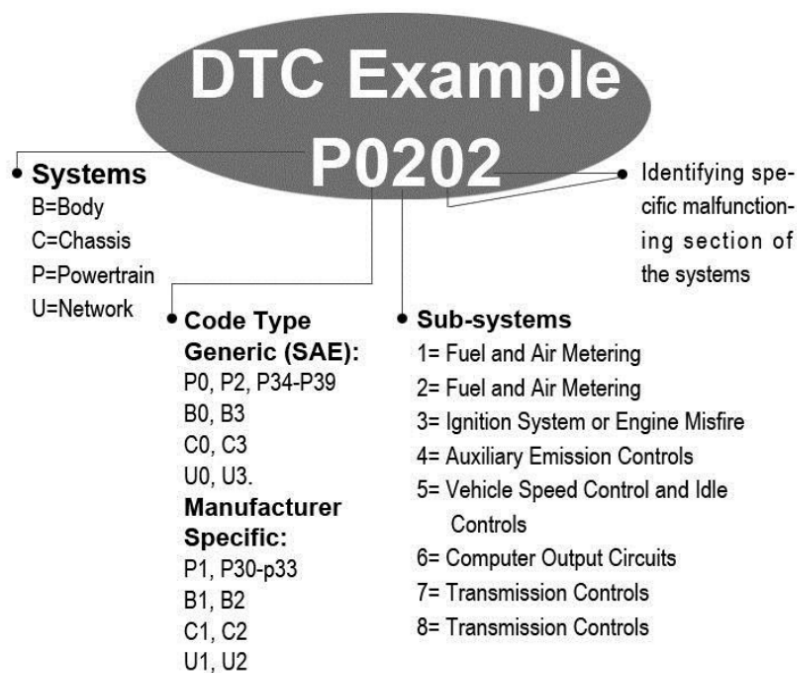 DTC Example
P0202
Systems
B=Body
C=Chassis
P=Powertrain
U=Network
Identifying spe-
cific malfunction-
ing section of
the systems
Code Type
Generic (SAE):
P0, P2, P34-P39
B0, B3
C0, C3
U0, U3.
Manufacturer
Specific:
P1, P30-p33
B1, B2
C1, C2
U1, U2
Sub-systems
1= Fuel and Air Metering
2= Fuel and Air Metering
3= Ignition System or Engine Misfire
4= Auxiliary Emission Controls
5= Vehicle Speed Control and Idle
Controls
6= Computer Output Circuits
7= Transmission Controls
8= Transmission Controls